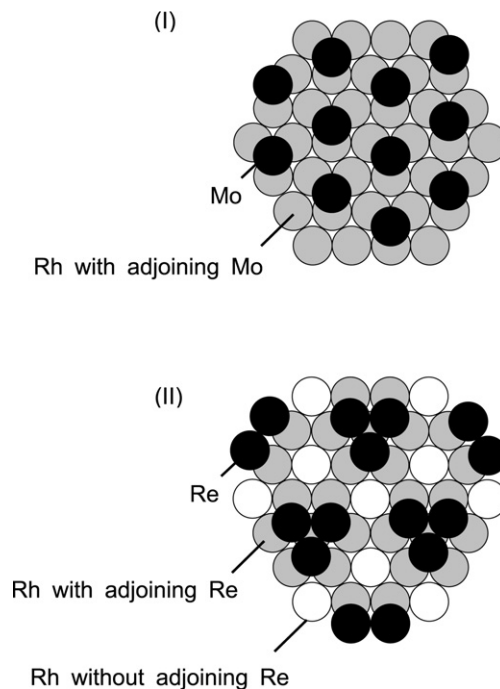 (I)
Mo
Rh with adjoining Mo
(II)
Re
Rh with adjoining Re
Rh without adjoining Re